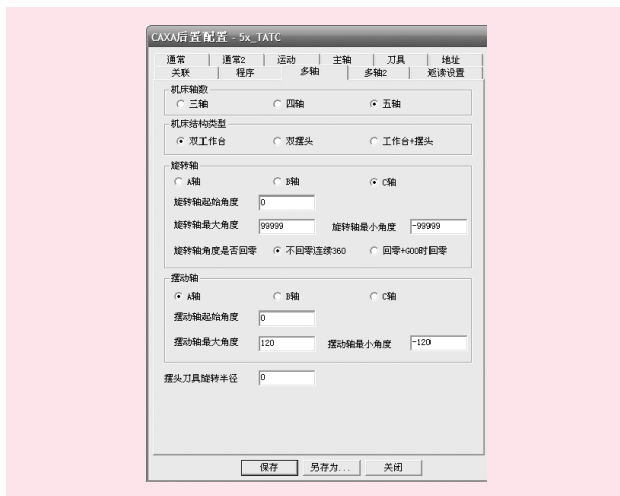 CAXA后置配置 - 5x_TATC
通常 通常2 运动 主轴 刀具 地址
关联 程序 多轴 多轴2 返读设置
机床轴数
三轴 四轴 五轴
机床结构类型
双工作台 双摆头 工作台+摆头
旋转轴
A轴 B轴 C轴
旋转轴起始角度 0
旋转轴最大角度 99999 旋转轴最小角度 -99999
旋转轴角度是否回零 不回零连续360 回零+G00时回零
摆动轴
A轴 B轴 C轴
摆动轴起始角度 0
摆动轴最大角度 120 摆动轴最小角度 -120
摆头刀具旋转半径 0
保存 另存为... 关闭